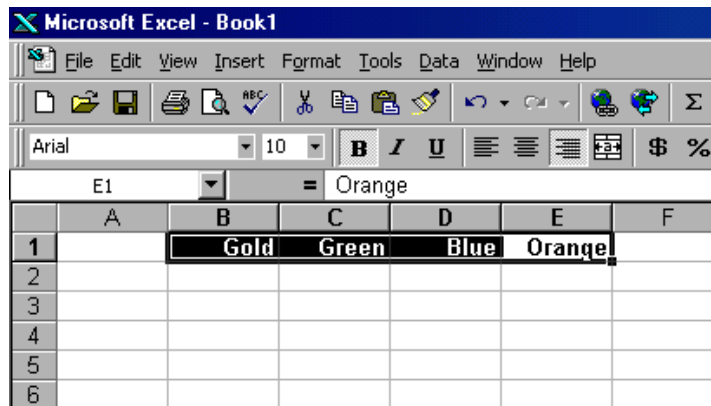 Microsoft Excel - Book1
File Edit View Insert Format Tools Data Window Help
ABC Σ
Arial 10 B I U a $ %
E1 = Orange
A B C D E F
1 Gold Green Blue Orange
2
3
4
5
6